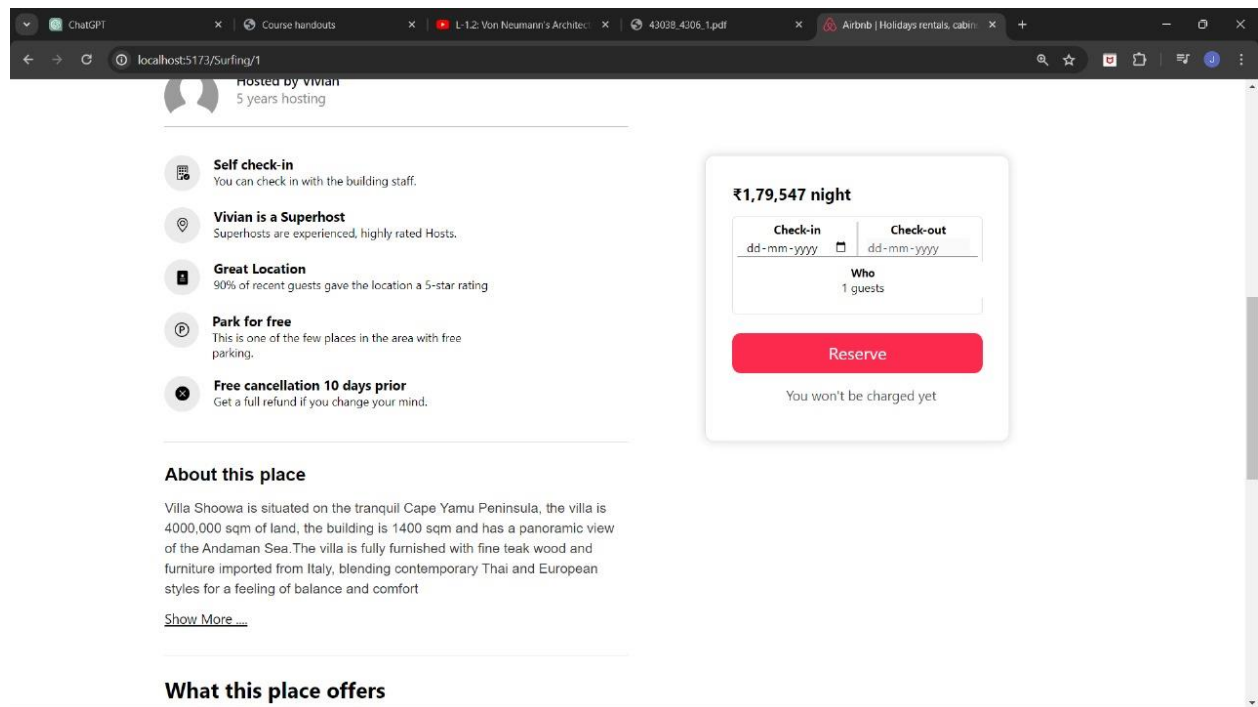 ChatGPT
Course handouts
L-1.2: Von Neumann's Architect
43038_4306_1.pdf
Airbnb | Holidays rentals, cabin
localhost:5173/Surfing/1
J
Hosted by Vivian
5 years hosting
Self check-in
You can check in with the building staff.
Vivian is a Superhost
Superhosts are experienced, highly rated Hosts.
Great Location
90% of recent guests gave the location a 5-star rating
P
Park for free
This is one of the few places in the area with free
parking.
Free cancellation 10 days prior
Get a full refund if you change your mind.
₹1,79,547 night
Check-in
Check-out
dd-mm-yyyy
dd-mm-yyyy
Who
1 guests
Reserve
You won't be charged yet
About this place
Villa Shoowa is situated on the tranquil Cape Yamu Peninsula, the villa is
4000,000 sqm of land, the building is 1400 sqm and has a panoramic view
of the Andaman Sea.The villa is fully furnished with fine teak wood and
furniture imported from Italy, blending contemporary Thai and European
styles for a feeling of balance and comfort
Show More ....
What this place offers